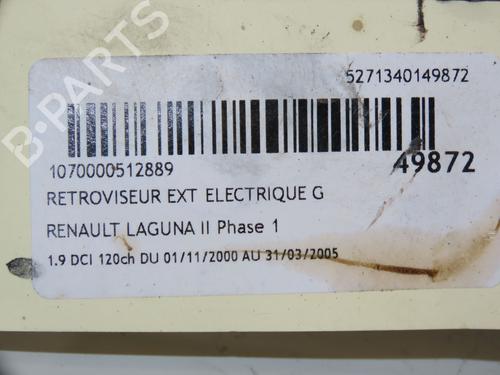 5271340149872
1070000512889
49872
RETROVISEUR EXT ELECTRIQUE G
RENAULT LAGUNA II Phase 1
1.9 DCI 120ch DU 01/11/2000 AU 31/03/2005
B-PARTS